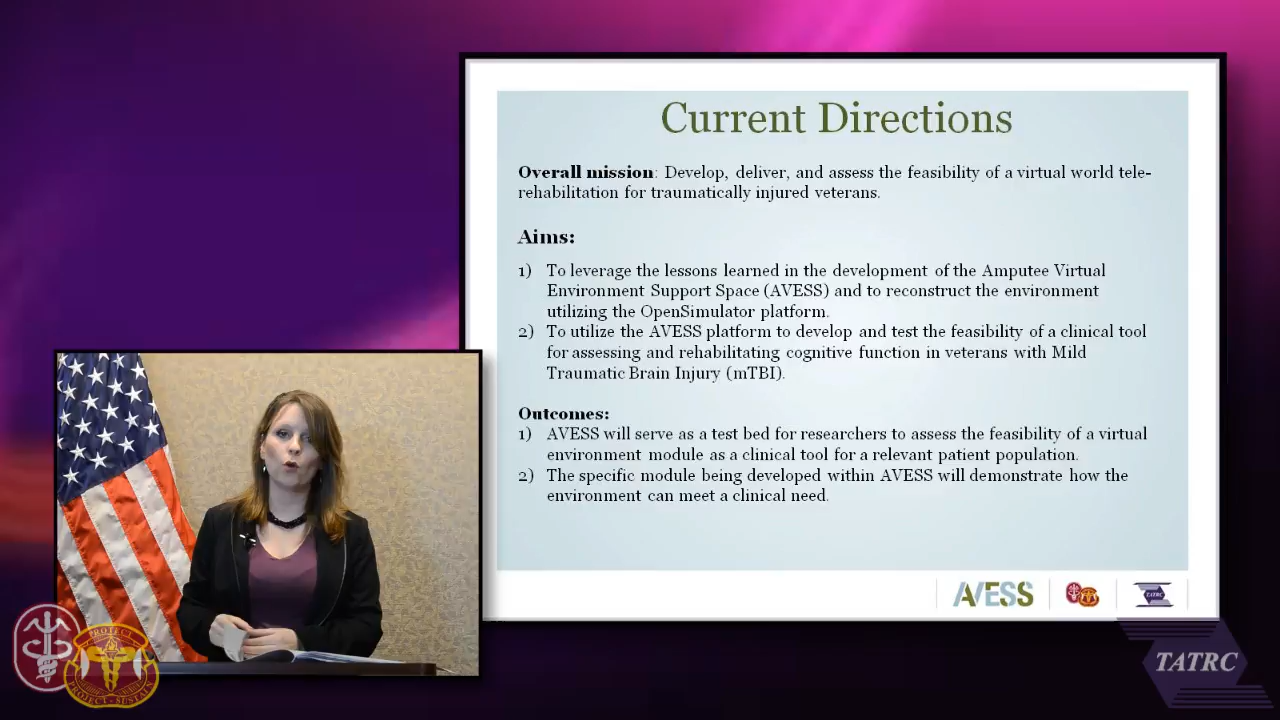 Current Directions
Overall mission: Develop, deliver, and assess the feasibility of a virtual world tele-
rehabilitation for traumatically injured veterans.
Aims:
1) To leverage the lessons learned in the development of the Amputee Virtual
Environment Support Space (AVESS) and to reconstruct the environment
utilizing the OpenSimulator platform.
2) To utilize the AVESS platform to develop and test the feasibility of a clinical tool
for assessing and rehabilitating cognitive function in veterans with Mild
Traumatic Brain Injury (mTBI).
Outcomes:
1) AVESS will serve as a test bed for researchers to assess the feasibility of a virtual
environment module as a clinical tool for a relevant patient population.
2) The specific module being developed within AVESS will demonstrate how the
environment can meet a clinical need.
AVESS
TATRC
PROJECT
PROJECT · SUSTAIN
TATRC